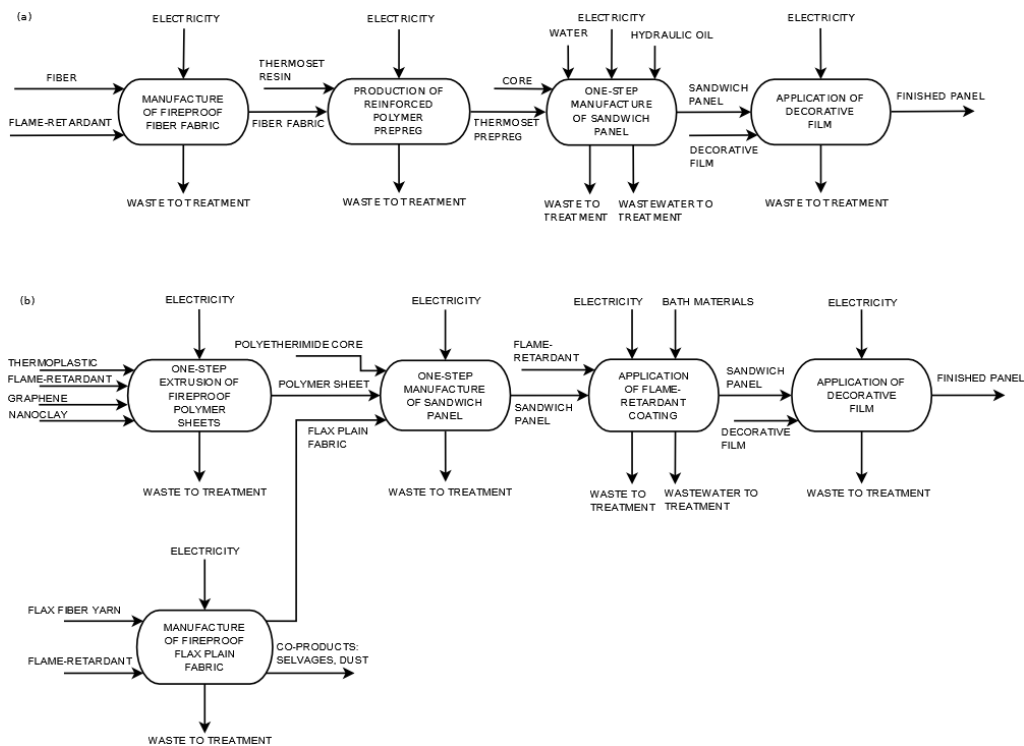 (a)
ELECTRICITY
ELECTRICITY
ELECTRICITY
ELECTRICITY
WATER
HYDRAULIC OIL
FIBER
FLAME-RETARDANT
MANUFACTURE
OF FIREPROOF
FIBER FABRIC
THERMOSET
RESIN
FIBER FABRIC
PRODUCTION OF
REINFORCED
POLYMER
PREPREG
CORE
THERMOSET
PREPREG
ONE-STEP
MANUFACTURE
OF SANDWICH
PANEL
SANDWICH
PANEL
DECORATIVE
FILM
APPLICATION OF
DECORATIVE
FILM
FINISHED PANEL
WASTE TO TREATMENT
WASTE TO TREATMENT
WASTE TO
TREATMENT
WASTEWATER TO
TREATMENT
WASTE TO TREATMENT
(b)
ELECTRICITY
ELECTRICITY
ELECTRICITY
BATH MATERIALS
ELECTRICITY
THERMOPLASTIC
FLAME-RETARDANT
GRAPHENE
NANOCLAY
ONE-STEP
EXTRUSION OF
FIREPROOF
POLYMER
SHEETS
POLYETHERIMIDE CORE
POLYMER SHEET
FLAX PLAIN
FABRIC
ONE-STEP
MANUFACTURE
OF SANDWICH
PANEL
FLAME-
RETARDANT
SANDWICH
PANEL
APPLICATION
OF FLAME-
RETARDANT
COATING
SANDWICH
PANEL
DECORATIVE
FILM
APPLICATION OF
DECORATIVE
FILM
FINISHED PANEL
WASTE TO TREATMENT
WASTE TO TREATMENT
WASTE TO
TREATMENT
WASTEWATER TO
TREATMENT
WASTE TO TREATMENT
ELECTRICITY
FLAX FIBER YARN
FLAME-RETARDANT
MANUFACTURE
OF FIREPROOF
FLAX PLAIN
FABRIC
CO-PRODUCTS:
SELVAGES, DUST
WASTE TO TREATMENT